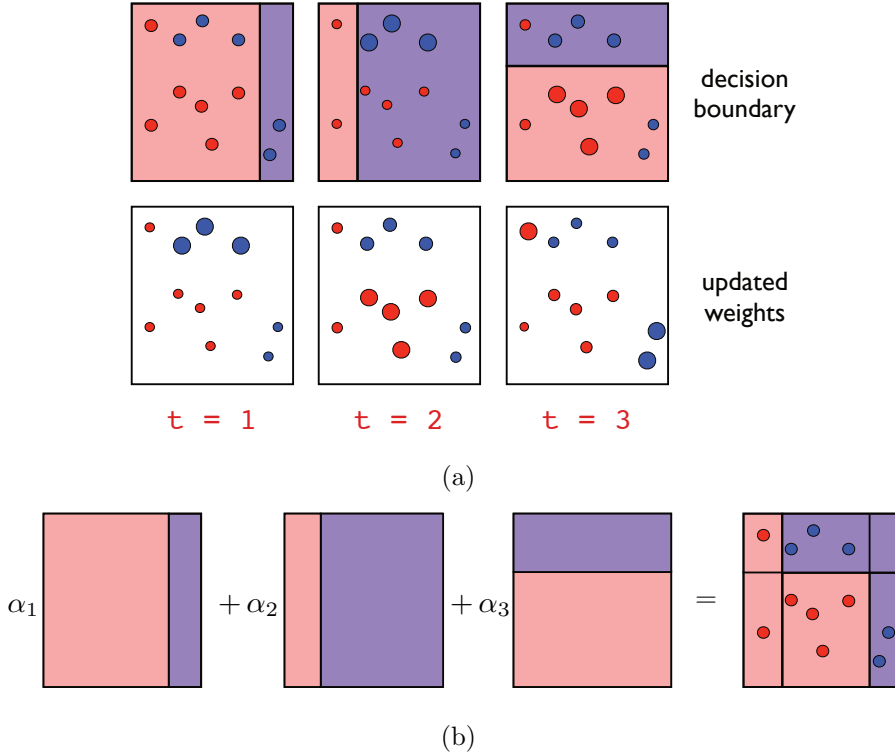 decision
boundary
updated
weights
t = 1 t = 2 t = 3
(a)
α₁ + α₂ + α₃ =
(b)